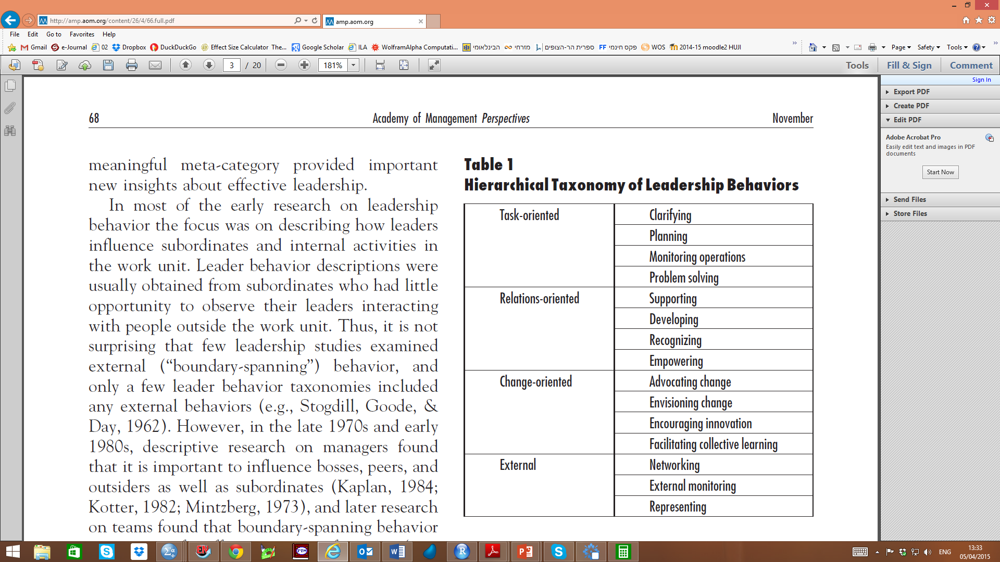 http://amp.aom.org/content/26/4/66.full.pdf
amp.aom.org
File Edit Go to Favorites Help
Gmail e-Journal 02 Dropbox DuckDuckGo Effect Size Calculator The... Google Scholar ILA WolframAlpha Computati... הבינלאומי מזרחי ספרית הר-הצופים פקס חינמי WOS 2014-15 moodle2 HUJI
Page Safety Tools
3 / 20 181% Tools Fill & Sign Comment
Sign In
Export PDF
Create PDF
Edit PDF
Adobe Acrobat Pro
Easily edit text and images in PDF
documents
Start Now
Send Files
Store Files
68 Academy of Management Perspectives November
meaningful meta-category provided important
new insights about effective leadership.
In most of the early research on leadership
behavior the focus was on describing how leaders
influence subordinates and internal activities in
the work unit. Leader behavior descriptions were
usually obtained from subordinates who had little
opportunity to observe their leaders interacting
with people outside the work unit. Thus, it is not
surprising that few leadership studies examined
external (“boundary-spanning”) behavior, and
only a few leader behavior taxonomies included
any external behaviors (e.g., Stogdill, Goode, &
Day, 1962). However, in the late 1970s and early
1980s, descriptive research on managers found
that it is important to influence bosses, peers, and
outsiders as well as subordinates (Kaplan, 1984;
Kotter, 1982; Mintzberg, 1973), and later research
on teams found that boundary-spanning behavior
Table 1
Hierarchical Taxonomy of Leadership Behaviors
Task-oriented Clarifying
Planning
Monitoring operations
Problem solving
Relations-oriented Supporting
Developing
Recognizing
Empowering
Change-oriented Advocating change
Envisioning change
Encouraging innovation
Facilitating collective learning
External Networking
External monitoring
Representing
ENG
13:33
05/04/2015